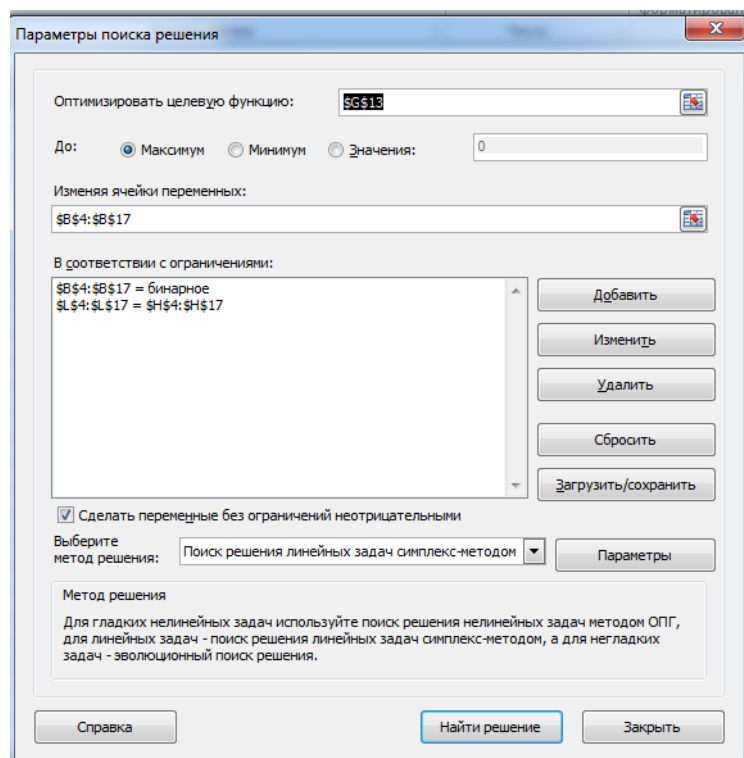 Параметры поиска решения
Оптимизировать целевую функцию: $G$13
До: Максимум Минимум Значения: 0
Изменяя ячейки переменных:
$B$4:$B$17
В соответствии с ограничениями:
$B$4:$B$17 = бинарное
$L$4:$L$17 = $H$4:$H$17
Добавить
Изменить
Удалить
Сбросить
Загрузить/сохранить
Сделать переменные без ограничений неотрицательными
Выберите
метод решения:
Поиск решения линейных задач симплекс-методом
Параметры
Метод решения
Для гладких нелинейных задач используйте поиск решения нелинейных задач методом ОПГ,
для линейных задач - поиск решения линейных задач симплекс-методом, а для негладких
задач - эволюционный поиск решения.
Справка Найти решение Закрыть